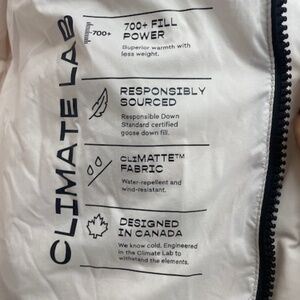 CLIMATE LAB
700+
700+ FILL
POWER
Superior warmth with
less weight.
RESPONSIBLY
SOURCED
Responsible Down
Standard certified
goose down fill.
CLIMATTE™
FABRIC
Water-repellent and
wind-resistant.
DESIGNED
IN CANADA
We know cold. Engineered
in the Climate Lab to
withstand the elements.